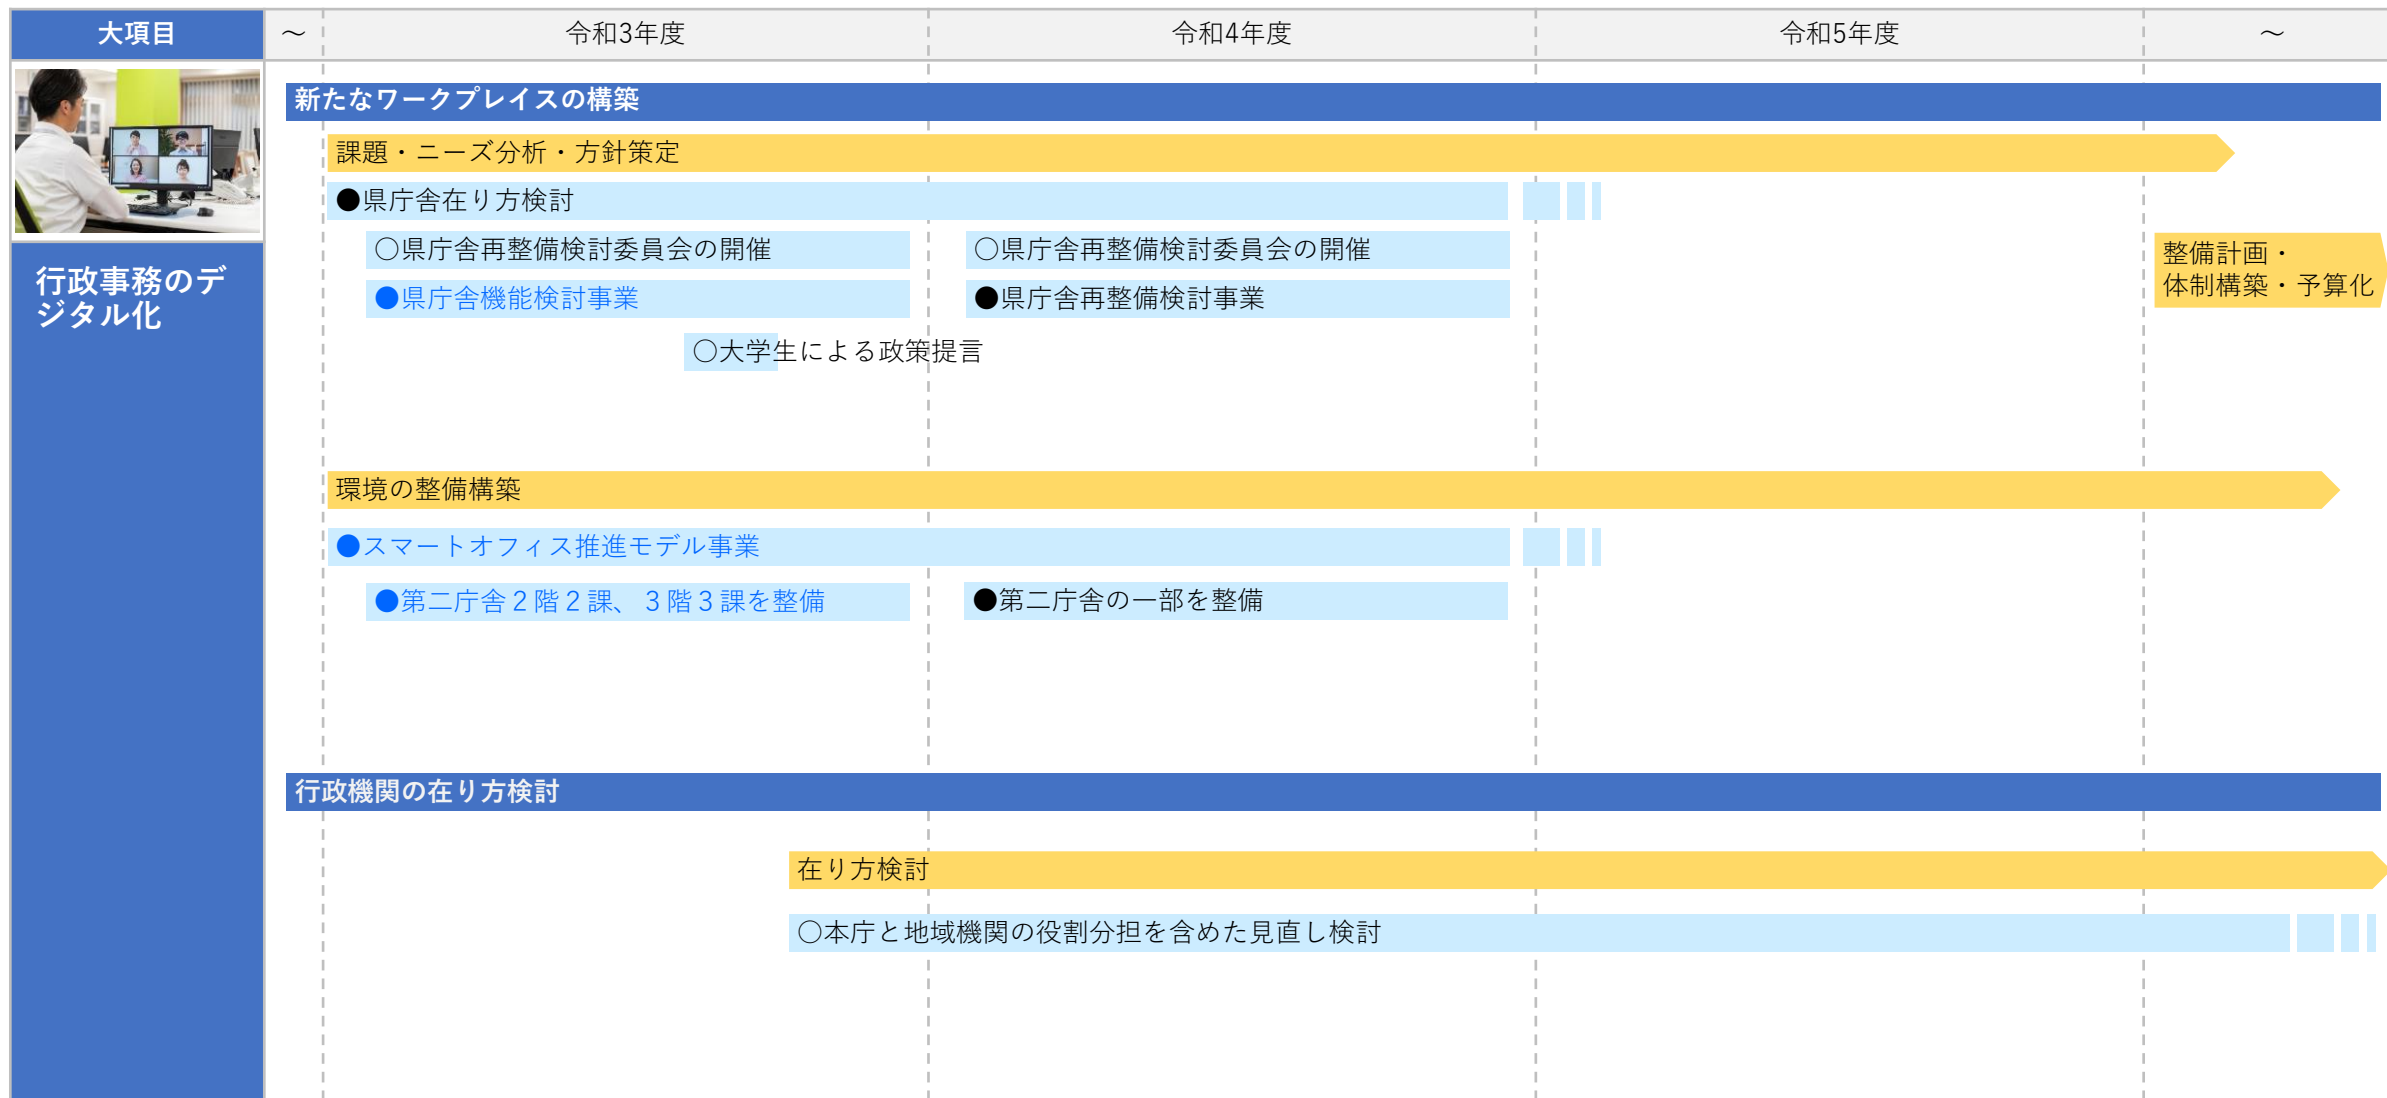 大項目
～
令和3年度
令和4年度
令和5年度
～
行政事務のデ
ジタル化
新たなワークプレイスの構築
課題・ニーズ分析・方針策定
●県庁舎在り方検討
○県庁舎再整備検討委員会の開催
○県庁舎再整備検討委員会の開催
整備計画・
体制構築・予算化
●県庁舎機能検討事業
●県庁舎再整備検討事業
○大学生による政策提言
環境の整備構築
●スマートオフィス推進モデル事業
●第二庁舎２階２課、３階３課を整備
●第二庁舎の一部を整備
行政機関の在り方検討
在り方検討
○本庁と地域機関の役割分担を含めた見直し検討